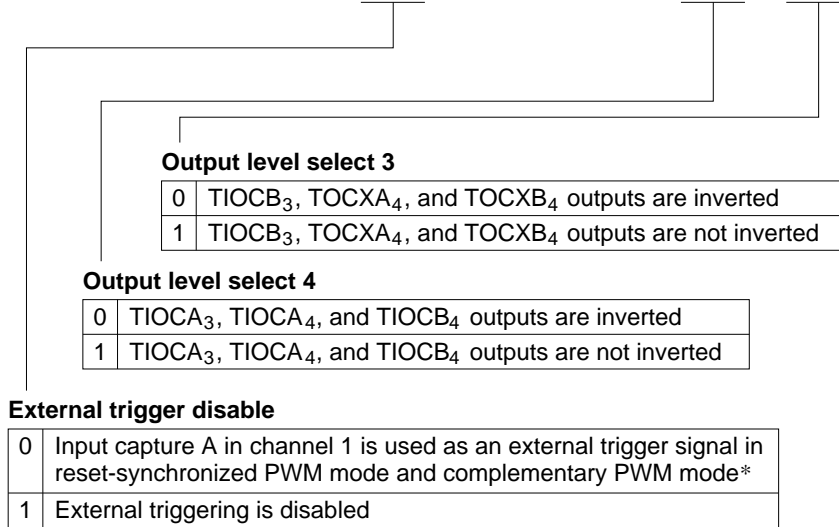 Output level select 3
0 TIOCB₃, TOCXA₄, and TOCXB₄ outputs are inverted
1 TIOCB₃, TOCXA₄, and TOCXB₄ outputs are not inverted
Output level select 4
0 TIOCA₃, TIOCA₄, and TIOCB₄ outputs are inverted
1 TIOCA₃, TIOCA₄, and TIOCB₄ outputs are not inverted
External trigger disable
0 Input capture A in channel 1 is used as an external trigger signal in
reset-synchronized PWM mode and complementary PWM mode*
1 External triggering is disabled